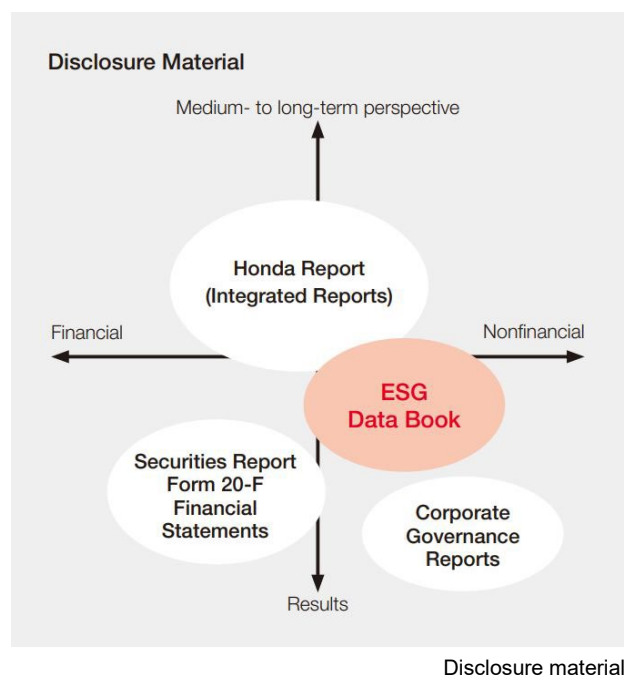 Disclosure Material
Medium- to long-term perspective
Honda Report
(Integrated Reports)
Financial
Nonfinancial
ESG
Data Book
Securities Report
Form 20-F
Financial
Statements
Corporate
Governance
Reports
Results
Disclosure material